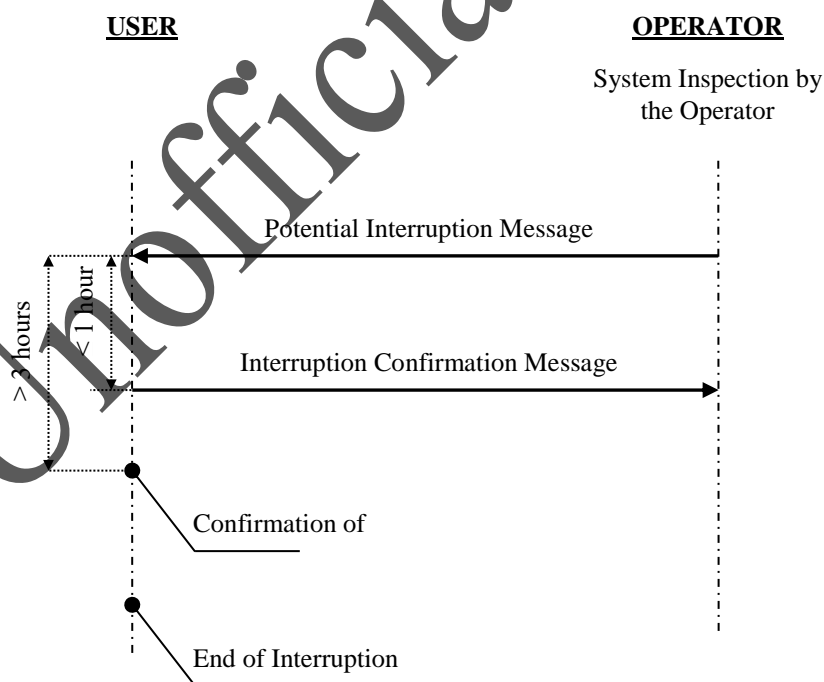 USER
OPERATOR
System Inspection by
the Operator
Potential Interruption Message
> 3 hours
< 1 hour
Interruption Confirmation Message
Confirmation of
End of Interruption
Unofficia